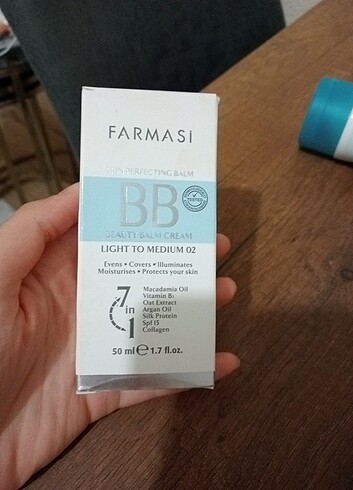 FARMASi
SKIN PERFECTING BALM
BB
TESTED
BEAUTY BALM CREAM
LIGHT TO MEDIUM 02
Evens • Covers • Illuminates
Moisturises • Protects your skin
7 in 1
Macadamia Oil
Vitamin B₅
Oat Extract
Argan Oil
Silk Protein
Spf 15
Collagen
50 ml ℮ 1.7 fl.oz.